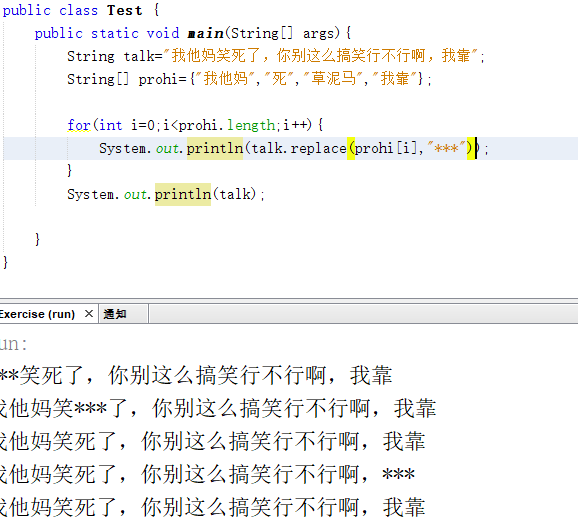 public class Test {
public static void main(String[] args){
String talk="我他妈笑死了，你别这么搞笑行不行啊，我靠";
String[] prohi={"我他妈","死","草泥马","我靠"};
for(int i=0;i<prohi.length;i++){
System.out.println(talk.replace(prohi[i],"***"));
}
System.out.println(talk);
}
}
Exercise (run) × 通知
un:
**笑死了，你别这么搞笑行不行啊，我靠
我他妈笑***了，你别这么搞笑行不行啊，我靠
我他妈笑死了，你别这么搞笑行不行啊，我靠
我他妈笑死了，你别这么搞笑行不行啊，***
我他妈笑死了，你别这么搞笑行不行啊，我靠